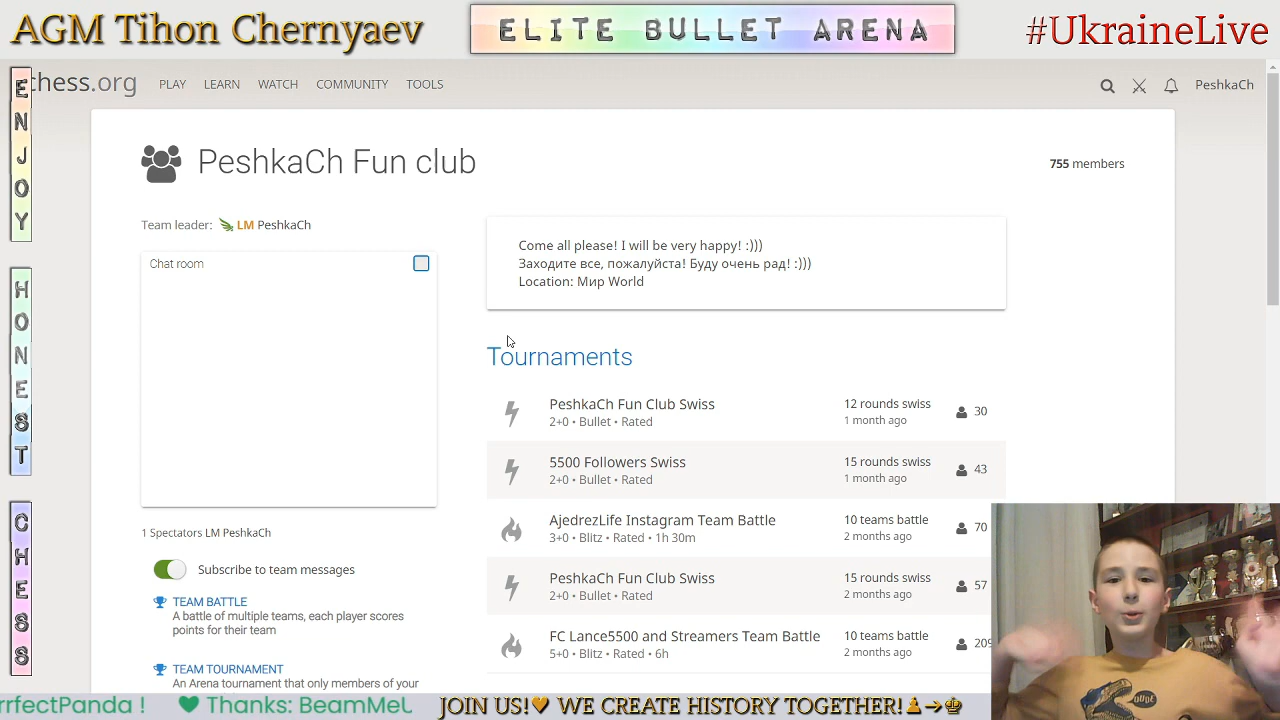 AGM Tihon Chernyaev
ELITE BULLET ARENA
#UkraineLive
ENJOY
HONEST
CHESS
chess.org
PLAY
LEARN
WATCH
COMMUNITY
TOOLS
PeshkaCh
PeshkaCh Fun club
755 members
Team leader: LM PeshkaCh
Chat room
1 Spectators LM PeshkaCh
Subscribe to team messages
TEAM BATTLE
A battle of multiple teams, each player scores
points for their team
TEAM TOURNAMENT
An Arena tournament that only members of your
Come all please! I will be very happy! :)))
Заходите все, пожалуйста! Буду очень рад! :)))
Location: Мир World
Tournaments
PeshkaCh Fun Club Swiss
2+0 • Bullet • Rated
12 rounds swiss
1 month ago
30
5500 Followers Swiss
2+0 • Bullet • Rated
15 rounds swiss
1 month ago
43
AjedrezLife Instagram Team Battle
3+0 • Blitz • Rated • 1h 30m
10 teams battle
2 months ago
70
PeshkaCh Fun Club Swiss
2+0 • Bullet • Rated
15 rounds swiss
2 months ago
57
FC Lance5500 and Streamers Team Battle
5+0 • Blitz • Rated • 6h
10 teams battle
2 months ago
rrfectPanda ! 💚 Thanks: BeamMeU
JOIN US!🧡 WE CREATE HISTORY TOGETHER!♟→♚